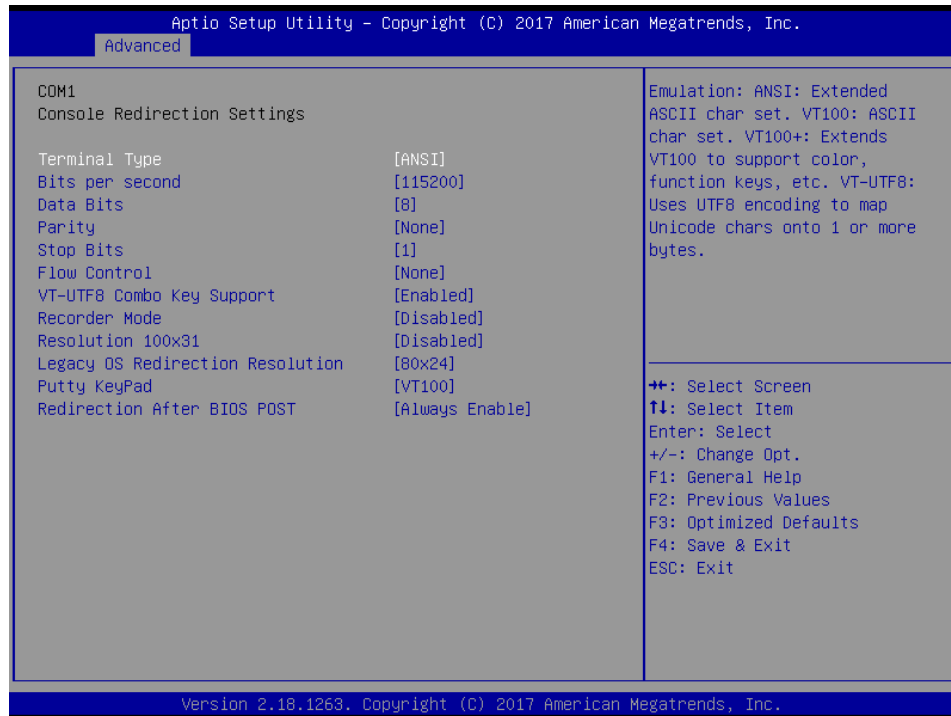 Aptio Setup Utility – Copyright (C) 2017 American Megatrends, Inc.
Advanced
COM1
Console Redirection Settings
Terminal Type [ANSI]
Bits per second [115200]
Data Bits [8]
Parity [None]
Stop Bits [1]
Flow Control [None]
VT-UTF8 Combo Key Support [Enabled]
Recorder Mode [Disabled]
Resolution 100x31 [Disabled]
Legacy OS Redirection Resolution [80x24]
Putty KeyPad [VT100]
Redirection After BIOS POST [Always Enable]
Emulation: ANSI: Extended
ASCII char set. VT100: ASCII
char set. VT100+: Extends
VT100 to support color,
function keys, etc. VT-UTF8:
Uses UTF8 encoding to map
Unicode chars onto 1 or more
bytes.
→←: Select Screen
↑↓: Select Item
Enter: Select
+/-: Change Opt.
F1: General Help
F2: Previous Values
F3: Optimized Defaults
F4: Save & Exit
ESC: Exit
Version 2.18.1263. Copyright (C) 2017 American Megatrends, Inc.